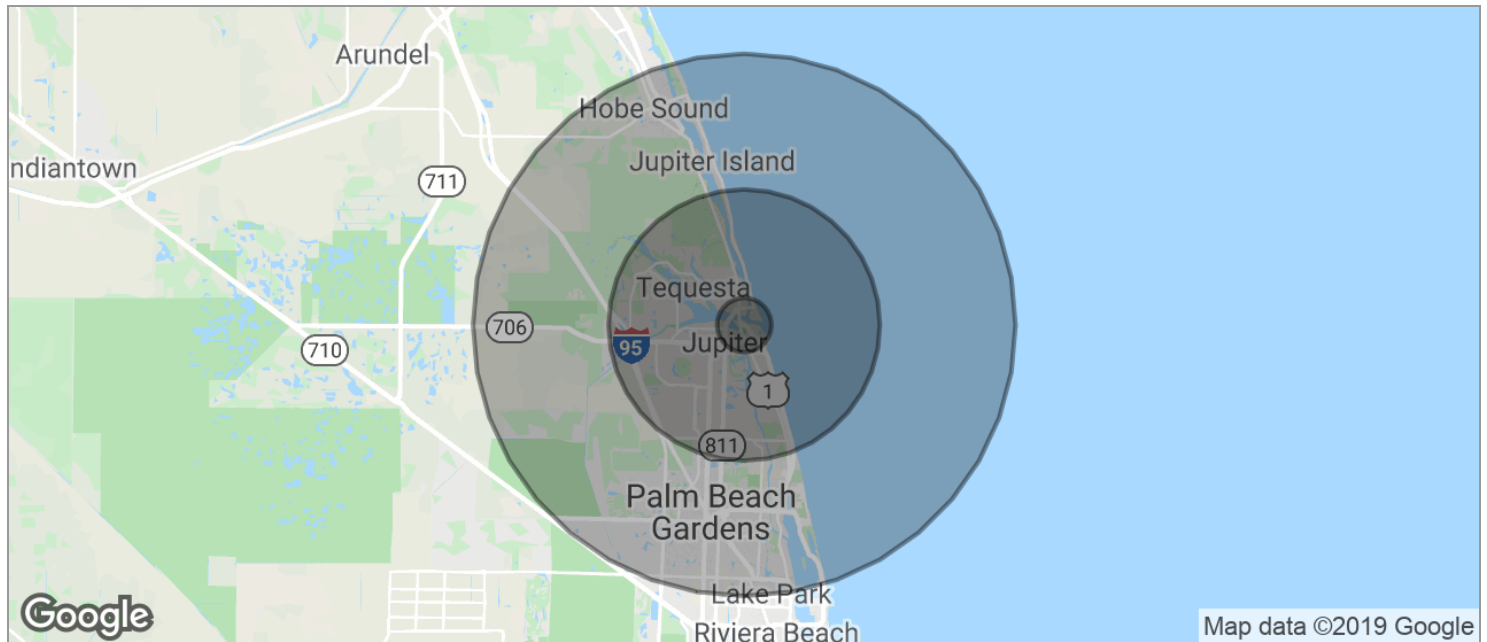 Arundel
Hobe Sound
Jupiter Island
ndiantown
711
Tequesta
706
95
Jupiter
710
1
811
Palm Beach
Gardens
Lake Park
Riviera Beach
Google
Map data ©2019 Google